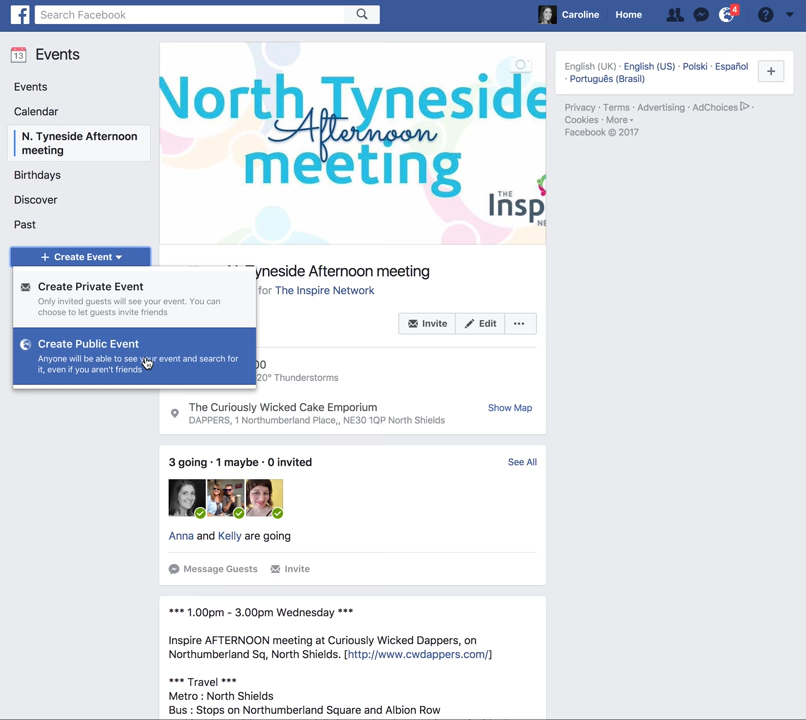 Search Facebook
Caroline
Home
4
13
Events
Events
Calendar
N. Tyneside Afternoon
meeting
Birthdays
Discover
Past
+ Create Event
Create Private Event
Only invited guests will see your event. You can
choose to let guests invite friends
Create Public Event
Anyone will be able to see your event and search for
it, even if you aren't friends
North Tyneside
Afternoon
meeting
THE
Insp
N. Tyneside Afternoon meeting
for The Inspire Network
Invite
Edit
20° Thunderstorms
The Curiously Wicked Cake Emporium
DAPPERS, 1 Northumberland Place,, NE30 1QP North Shields
Show Map
3 going · 1 maybe · 0 invited
See All
Anna and Kelly are going
Message Guests
Invite
*** 1.00pm - 3.00pm Wednesday ***
Inspire AFTERNOON meeting at Curiously Wicked Dappers, on
Northumberland Sq, North Shields. [http://www.cwdappers.com/]
*** Travel ***
Metro : North Shields
Bus : Stops on Northumberland Square and Albion Row
English (UK) · English (US) · Polski · Español
· Português (Brasil)
Privacy · Terms · Advertising · AdChoices ·
Cookies · More
Facebook © 2017